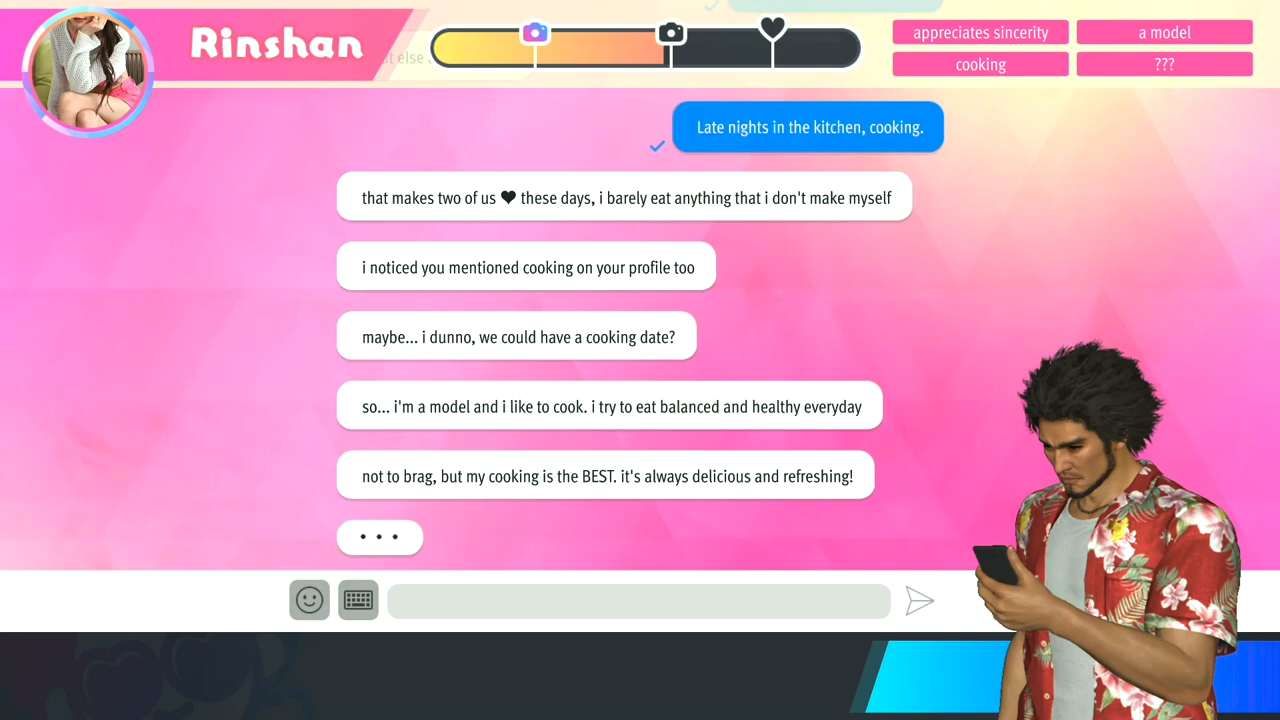 Rinshan
t else
appreciates sincerity
a model
cooking
???
Late nights in the kitchen, cooking.
that makes two of us ♥ these days, i barely eat anything that i don't make myself
i noticed you mentioned cooking on your profile too
maybe... i dunno, we could have a cooking date?
so... i'm a model and i like to cook. i try to eat balanced and healthy everyday
not to brag, but my cooking is the BEST. it's always delicious and refreshing!
• • •